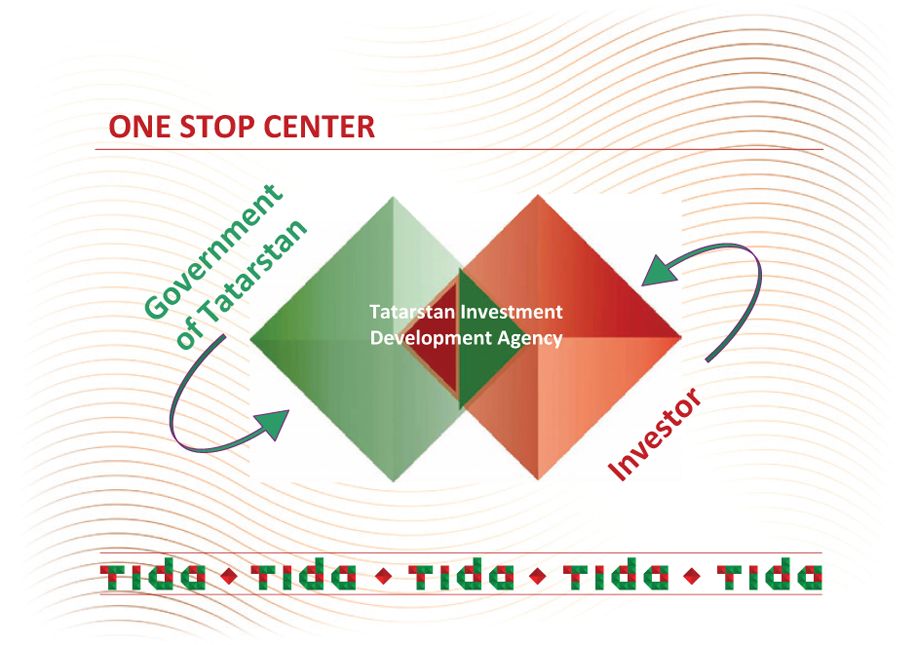 ONE STOP CENTER
Government
of Tatarstan
Tatarstan Investment
Development Agency
Investor
TIda TIda TIda TIda TIda